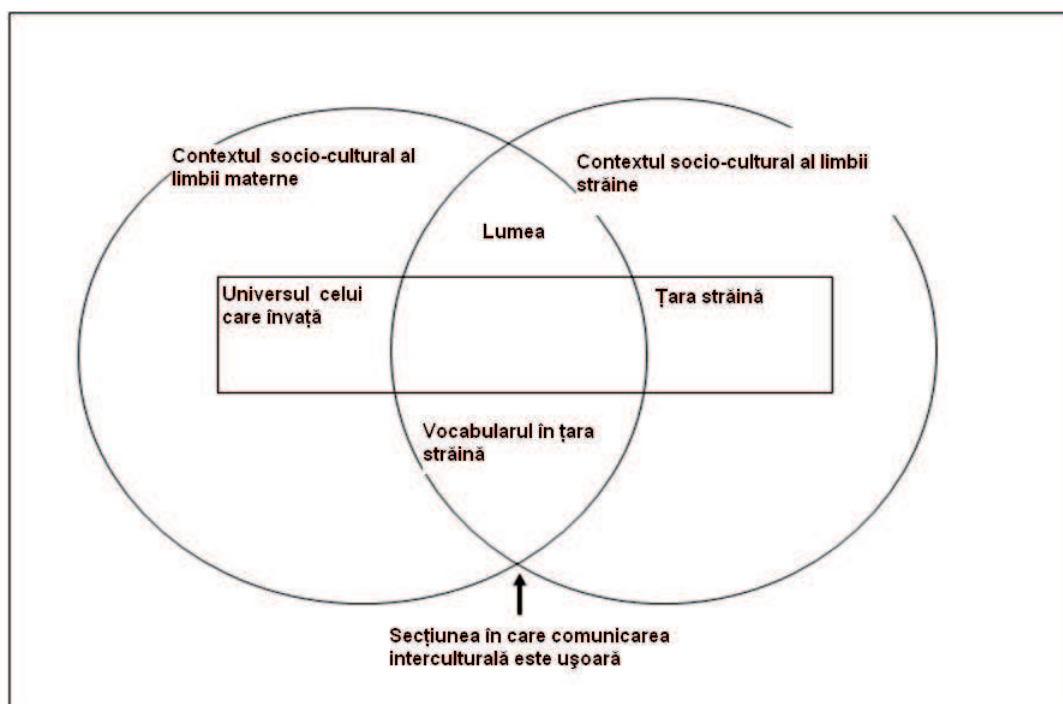 Contextul socio-cultural al
limbii materne
Contextul socio-cultural al limbii
străine
Lumea
Universul celui
care învață
Țara străină
Vocabularul în țara
străină
Secțiunea în care comunicarea
interculturală este ușoară